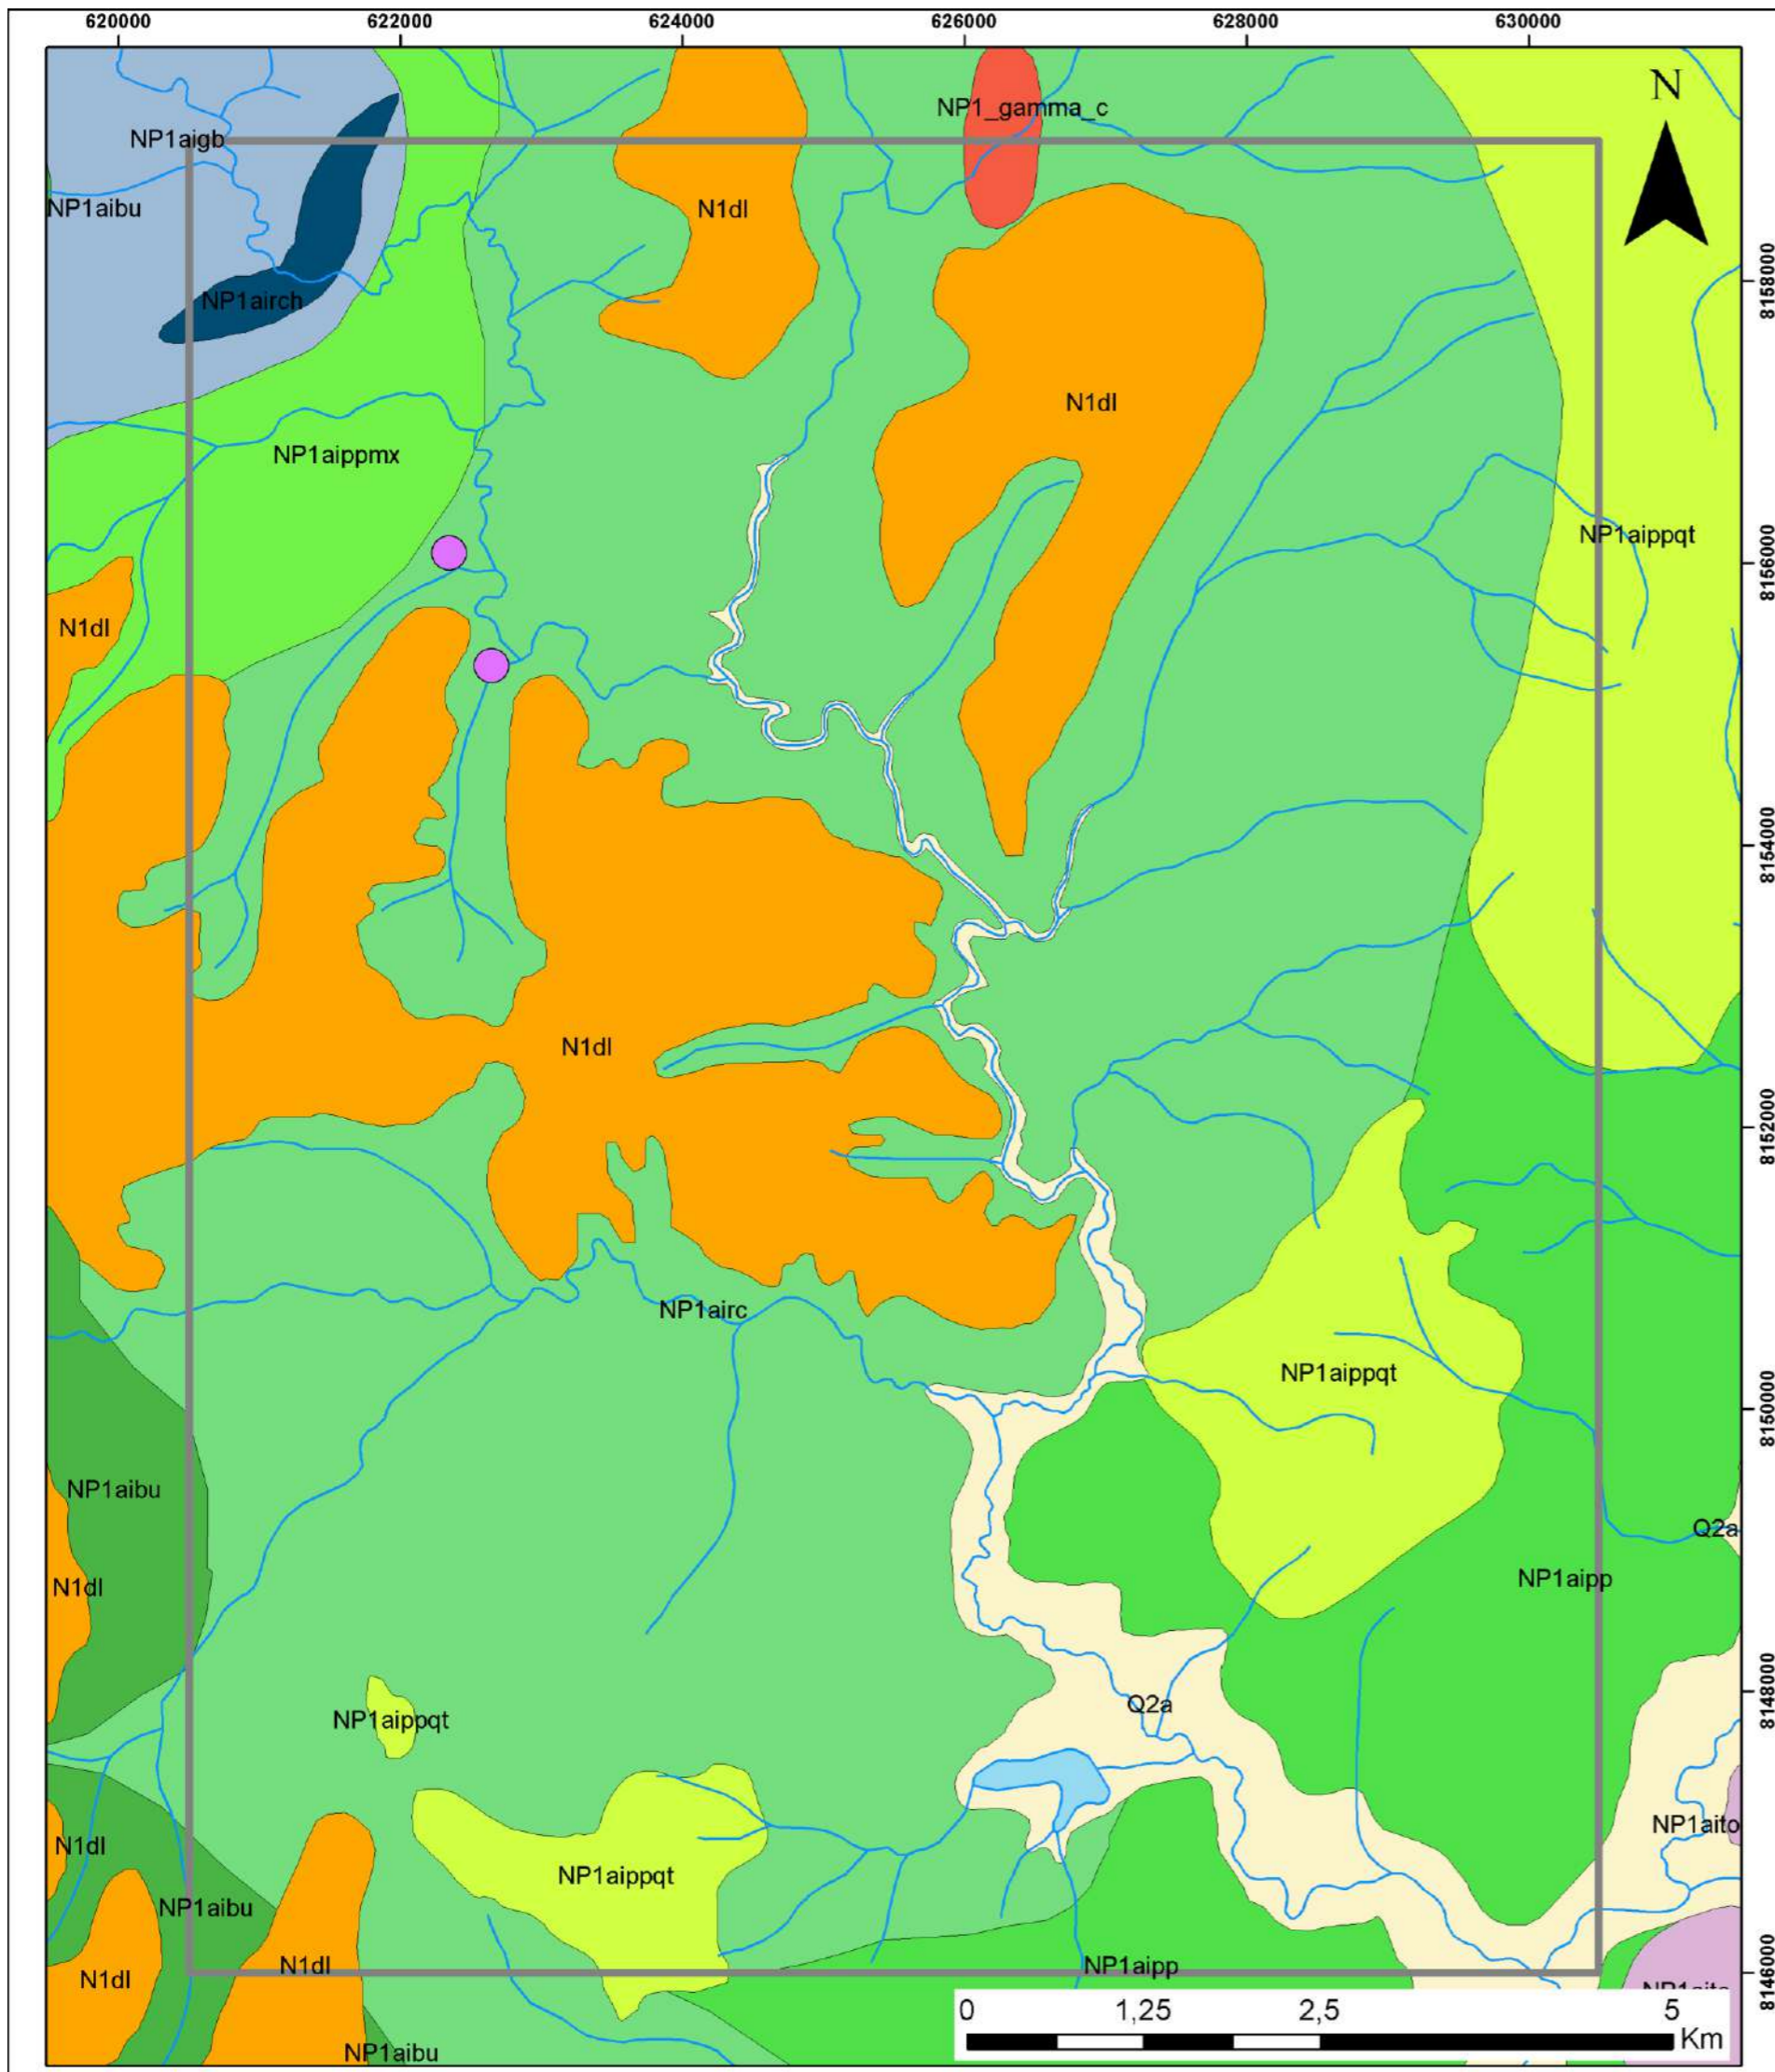 620000 622000 624000 626000 628000 630000
N
NP1_gamma_c
NP1aigb
NP1aibu
N1dl
8158000
NP1airch
N1dl
NP1aippmx
NP1aippqt
8156000
N1dl
8154000
N1dl
8152000
NP1airc
NP1aippqt
8150000
NP1aibu
Q2a
N1dl
NP1aipp
8148000
Q2a
NP1aippqt
NP1aito
N1dl
NP1aippqt
NP1aibu
N1dl
NP1aipp
N1dl
8146000
0 1,25 2,5 5
Km
NP1aibu